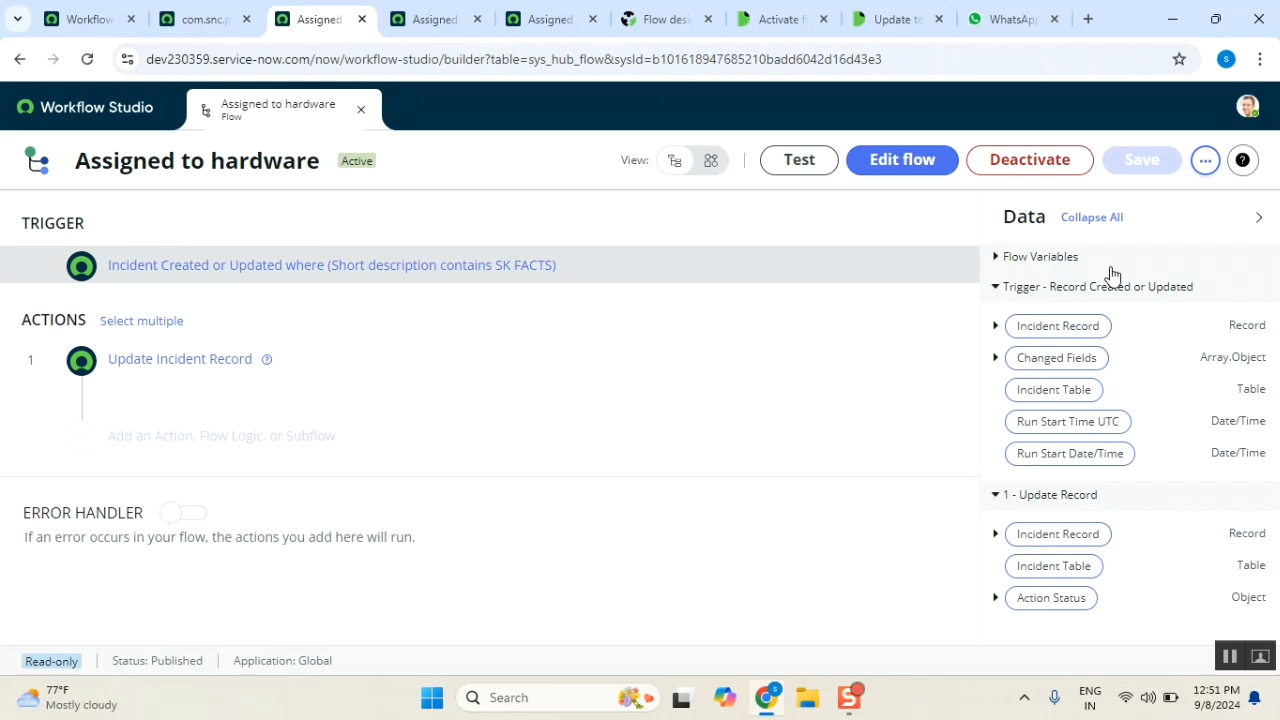 Workflow
com.snc.p
Assigned
Assigned
Assigned
Flow desi
Activate fl
Update to
WhatsApp
dev230359.service-now.com/now/workflow-studio/builder?table=sys_hub_flow&sysId=b101618947685210badd6042d16d43e3
S
Workflow Studio
Assigned to hardware
Flow
Assigned to hardware
Active
View:
Test
Edit flow
Deactivate
Save
TRIGGER
Incident Created or Updated where (Short description contains SK FACTS)
ACTIONS Select multiple
1 Update Incident Record
Add an Action, Flow Logic, or Subflow
ERROR HANDLER
If an error occurs in your flow, the actions you add here will run.
Data Collapse All
Flow Variables
Trigger - Record Created or Updated
Incident Record Record
Changed Fields Array.Object
Incident Table Table
Run Start Time UTC Date/Time
Run Start Date/Time Date/Time
1 - Update Record
Incident Record Record
Incident Table Table
Action Status Object
Read-only Status: Published Application: Global
77°F
Mostly cloudy
Search
ENG
IN
12:51 PM
9/8/2024